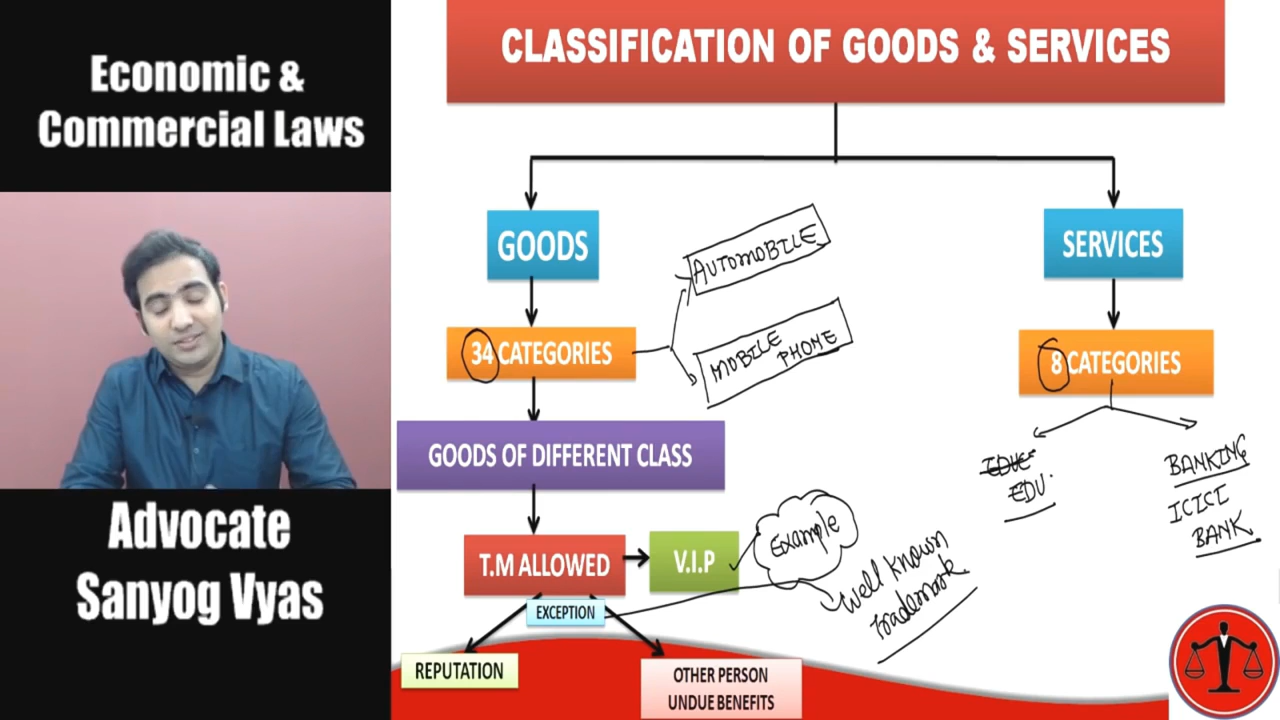 Economic &
Commercial Laws
Advocate
Sanyog Vyas
CLASSIFICATION OF GOODS & SERVICES
GOODS
SERVICES
AUTOMOBILE
34 CATEGORIES
MOBILE
PHONE
8 CATEGORIES
GOODS OF DIFFERENT CLASS
EDUC
EDU.
BANKING
ICICI
BANK.
T.M ALLOWED
V.I.P
Example
Well known
trademark
EXCEPTION
REPUTATION
OTHER PERSON
UNDUE BENEFITS